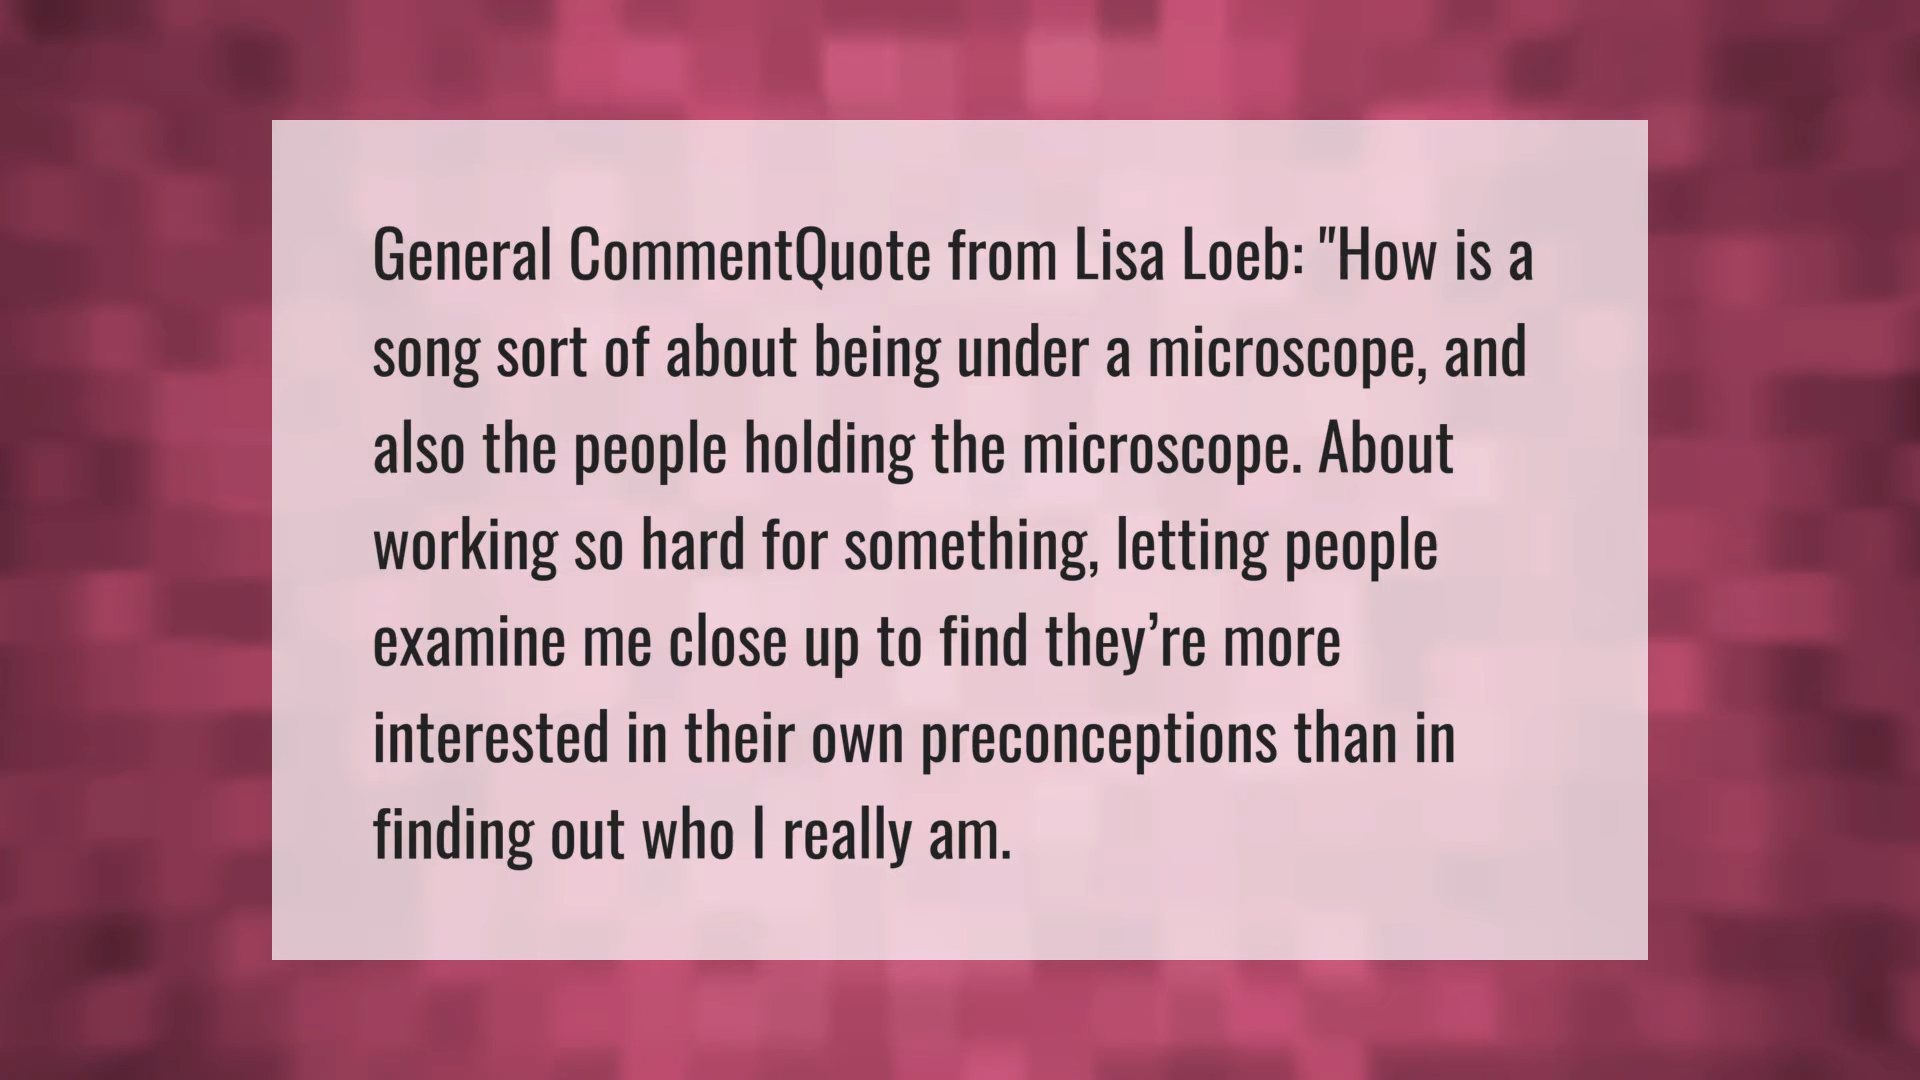 General CommentQuote from Lisa Loeb: "How is a
song sort of about being under a microscope, and
also the people holding the microscope. About
working so hard for something, letting people
examine me close up to find they’re more
interested in their own preconceptions than in
finding out who I really am.